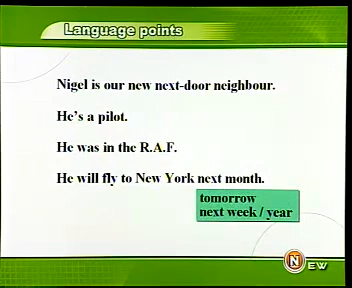 Language points
Nigel is our new next-door neighbour.
He's a pilot.
He was in the R.A.F.
He will fly to New York next month.
tomorrow
next week / year
NEW